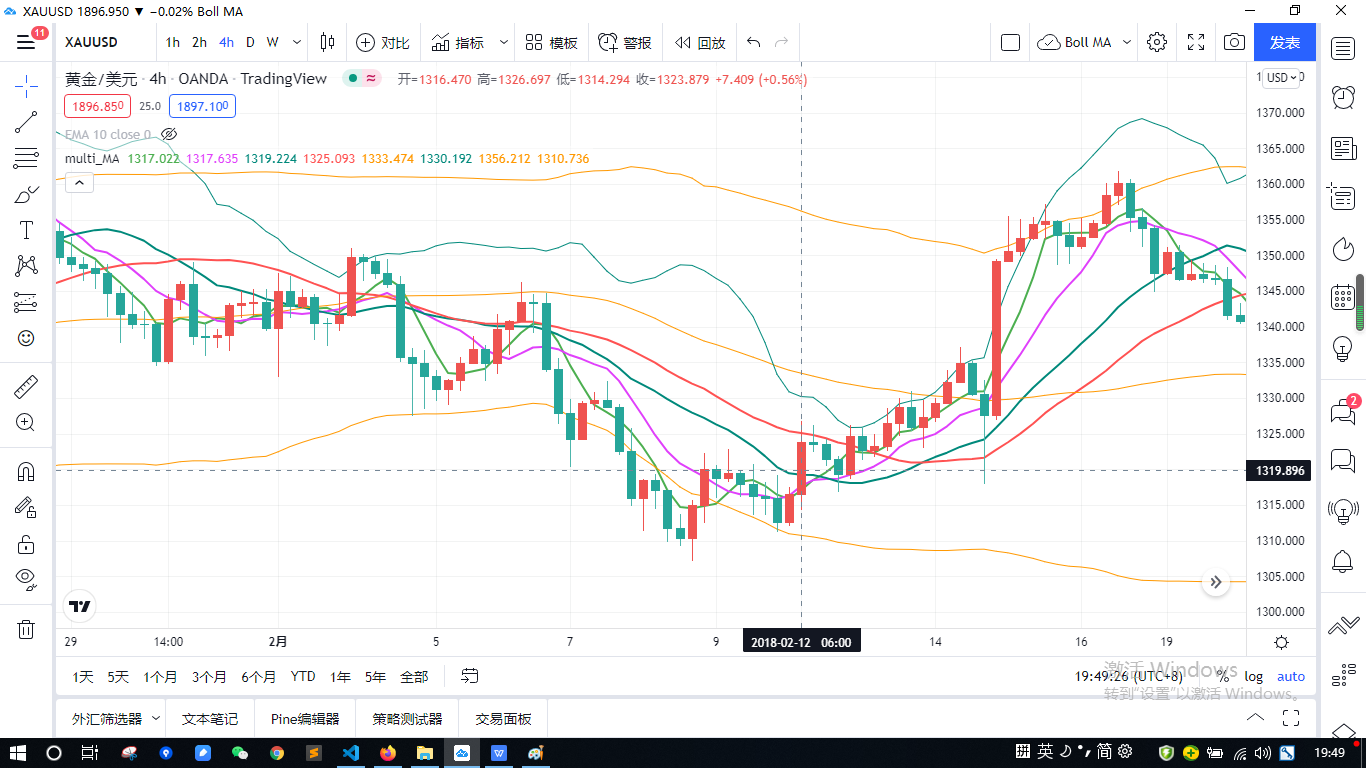 XAUUSD 1896.950 ▼ −0.02% Boll MA
11
XAUUSD 1h 2h 4h D W 对比 指标 模板 警报 回放 Boll MA 发表
黄金/美元 · 4h · OANDA · TradingView 开=1316.470 高=1326.697 低=1314.294 收=1323.879 +7.409 (+0.56%)
USD
1896.850 25.0 1897.100
EMA 10 close 0
multi_MA 1317.022 1317.635 1319.224 1325.093 1333.474 1330.192 1356.212 1310.736
1370.000
1365.000
1360.000
1355.000
1350.000
1345.000
1340.000
1335.000
1330.000
1325.000
1319.896
1315.000
1310.000
1305.000
1300.000
2
29 14:00 2月 5 7 9 2018-02-12 06:00 14 16 19
1天 5天 1个月 3个月 6个月 YTD 1年 5年 全部 19:49:26 (UTC+8) % log auto
激活 Windows
转到"设置"以激活 Windows。
外汇筛选器 文本笔记 Pine编辑器 策略测试器 交易面板
英 简 19:49